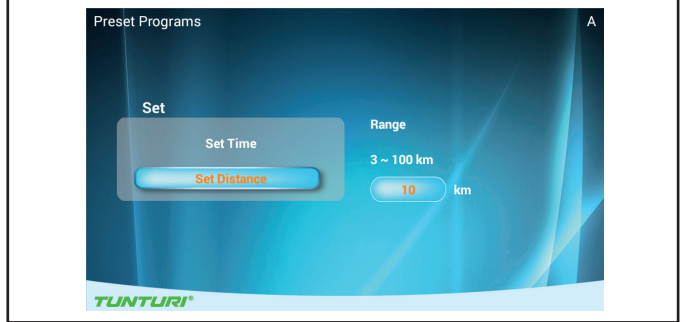 Preset Programs
A
Set
Set Time
Set Distance
Range
3 ~ 100 km
10 km
TUNTURI®